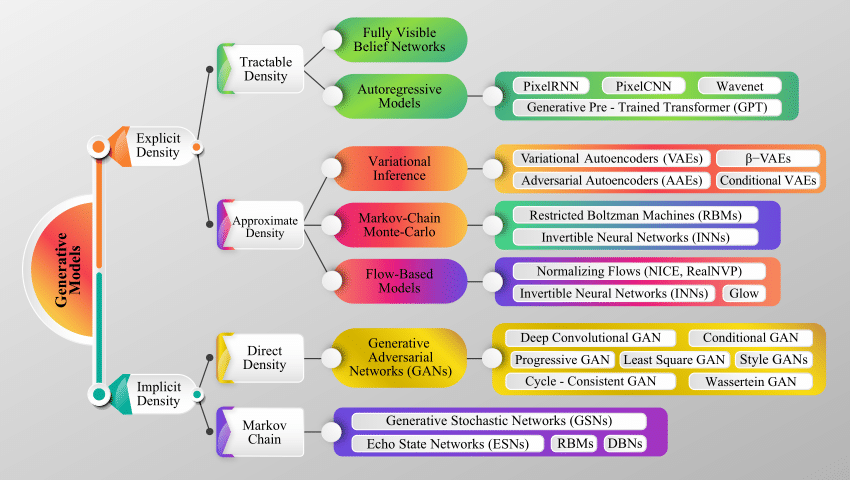 Generative
Models
Explicit
Density
Implicit
Density
Tractable
Density
Approximate
Density
Direct
Density
Markov
Chain
Fully Visible
Belief Networks
Autoregressive
Models
PixelRNN PixelCNN Wavenet
Generative Pre - Trained Transformer (GPT)
Variational
Inference
Variational Autoencoders (VAEs) β−VAEs
Adversarial Autoencoders (AAEs) Conditional VAEs
Markov-Chain
Monte-Carlo
Restricted Boltzman Machines (RBMs)
Invertible Neural Networks (INNs)
Flow-Based
Models
Normalizing Flows (NICE, RealNVP)
Invertible Neural Networks (INNs) Glow
Generative
Adversarial
Networks (GANs)
Deep Convolutional GAN Conditional GAN
Progressive GAN Least Square GAN Style GANs
Cycle - Consistent GAN Wassertein GAN
Generative Stochastic Networks (GSNs)
Echo State Networks (ESNs) RBMs DBNs